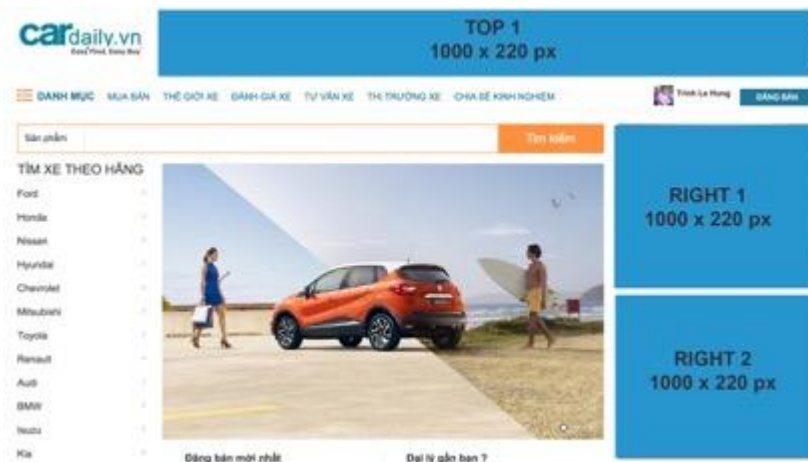 cardaily.vn
Easy Find, Easy Buy
TOP 1
1000 x 220 px
DANH MỤC MUA BÁN THẾ GIỚI XE ĐÁNH GIÁ XE TƯ VẤN XE THỊ TRƯỜNG XE CHIA SẺ KINH NGHIỆM
Trinh Le Hung
ĐĂNG BÁN
Sản phẩm
Tìm kiếm
TÌM XE THEO HÃNG
Ford
Honda
Nissan
Hyundai
Chevrolet
Mitsubishi
Toyota
Renault
Audi
BMW
Isuzu
Kia
RIGHT 1
1000 x 220 px
RIGHT 2
1000 x 220 px
Đăng bán mới nhất
Đại lý gần bạn ?